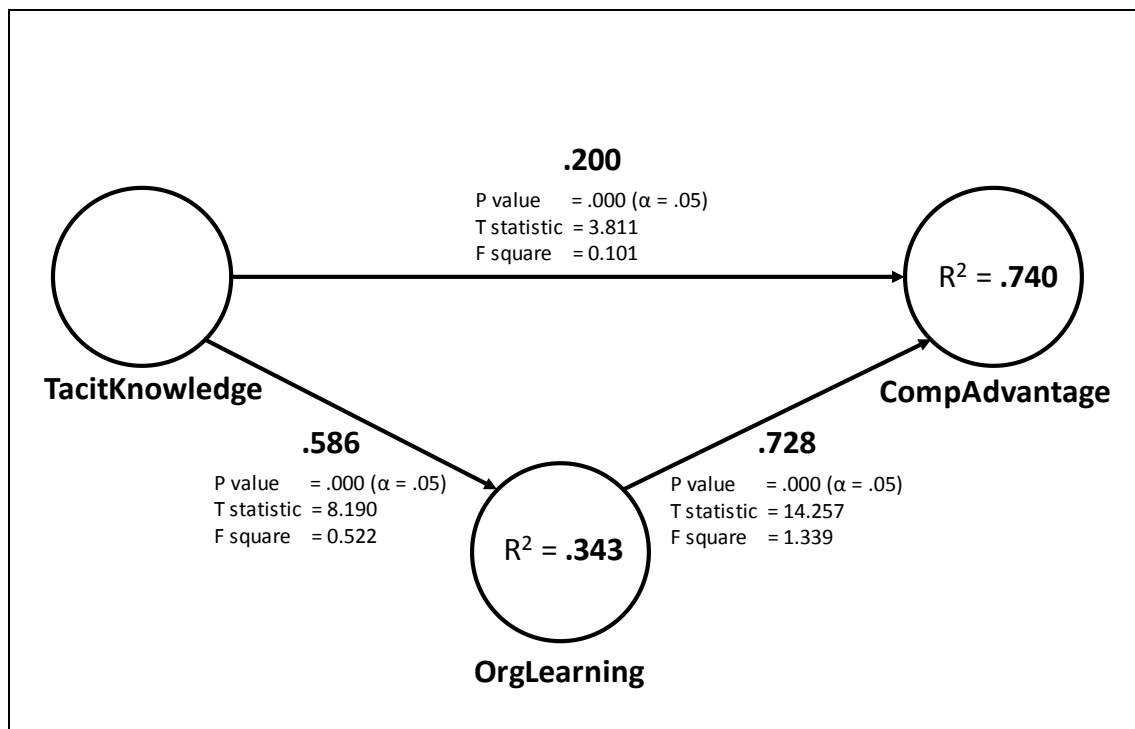 .200
P value = .000 (α = .05)
T statistic = 3.811
F square = 0.101
R² = .740
TacitKnowledge
CompAdvantage
.586
P value = .000 (α = .05)
T statistic = 8.190
F square = 0.522
.728
P value = .000 (α = .05)
T statistic = 14.257
F square = 1.339
R² = .343
OrgLearning